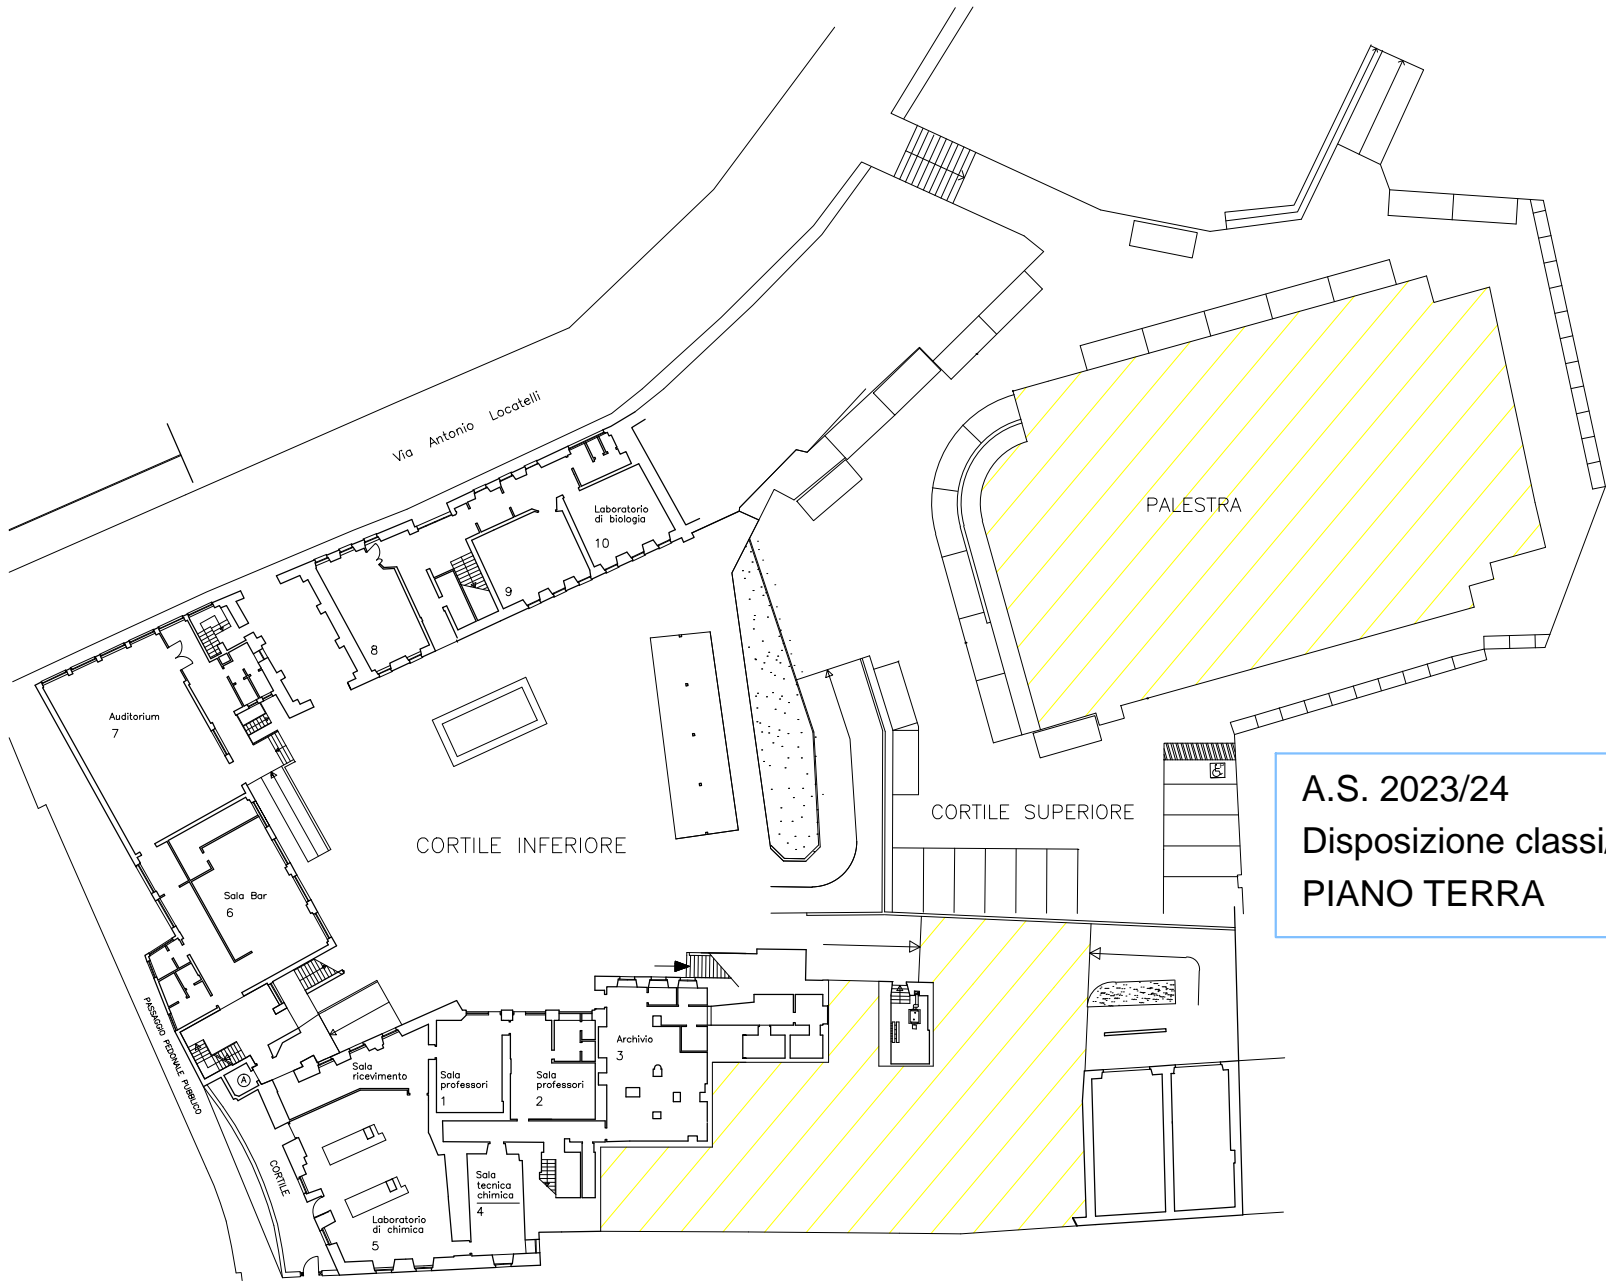 Via Antonio Locatelli
Laboratorio
di biologia
10
9
8
PALESTRA
Auditorium
7
CORTILE INFERIORE
CORTILE SUPERIORE
A.S. 2023/24
Disposizione classi/
PIANO TERRA
Sala Bar
6
PASSAGGIO PEDONALE PUBBLICO
Archivio
3
Sala
ricevimento
Sala
professori
1
Sala
professori
2
A
CORTILE
Sala
tecnica
chimica
4
Laboratorio
di chimica
5